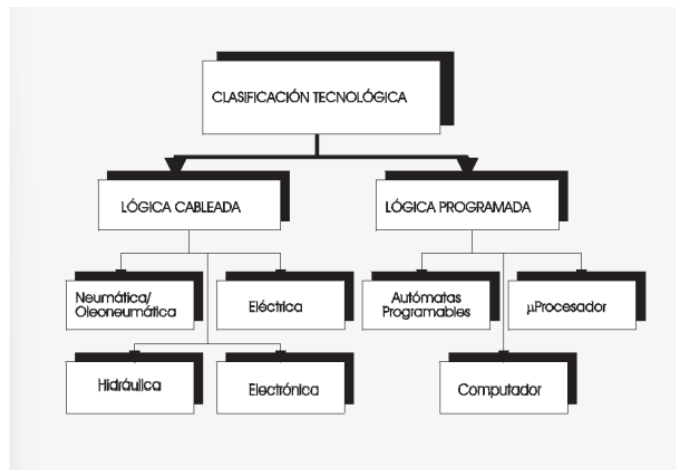 CLASIFICACIÓN TECNOLÓGICA
LÓGICA CABLEADA
LÓGICA PROGRAMADA
Neumática/
Oleoneumática
Eléctrica
Autómatas
Programables
μProcesador
Hidráulica
Electrónica
Computador